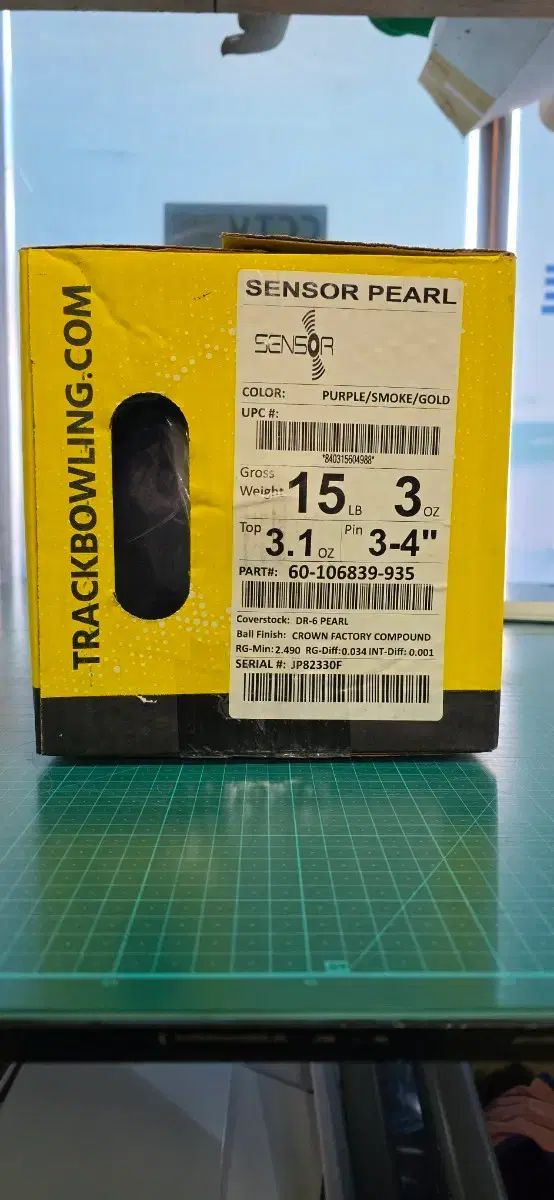 TRACKBOWLING.COM
SENSOR PEARL
SENSOR
COLOR: PURPLE/SMOKE/GOLD
UPC #:
*840315604988*
Gross Weight 15 LB 3 OZ
Top 3.1 OZ Pin 3-4"
PART#: 60-106839-935
Coverstock: DR-6 PEARL
Ball Finish: CROWN FACTORY COMPOUND
RG-Min: 2.490 RG-Diff: 0.034 INT-Diff: 0.001
SERIAL #: JP82330F